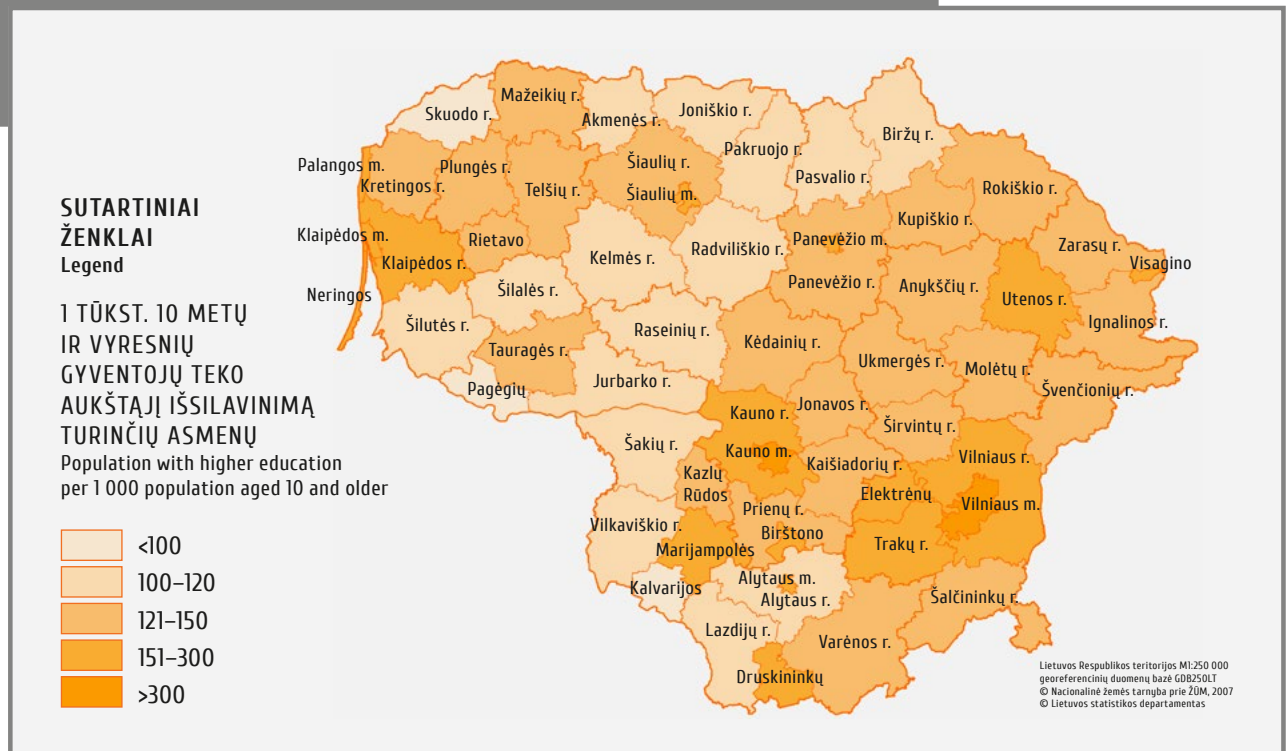 SUTARTINIAI
ŽENKLAI
Legend
1 TŪKST. 10 METŲ
IR VYRESNIŲ
GYVENTOJŲ TEKO
AUKŠTĄJĮ IŠSILAVINIMĄ
TURINČIŲ ASMENŲ
Population with higher education
per 1 000 population aged 10 and older
<100
100–120
121–150
151–300
>300
Skuodo r.
Mažeikių r.
Akmenės r.
Joniškio r.
Pakruojo r.
Pasvalio r.
Biržų r.
Palangos m.
Kretingos r.
Plungės r.
Telšių r.
Šiaulių r.
Šiaulių m.
Rokiškio r.
Kupiškio r.
Klaipėdos m.
Klaipėdos r.
Rietavo
Kelmės r.
Radviliškio r.
Panevėžio m.
Panevėžio r.
Anykščių r.
Zarasų r.
Visagino
Utenos r.
Ignalinos r.
Neringos
Šilalės r.
Šilutės r.
Tauragės r.
Raseinių r.
Kėdainių r.
Ukmergės r.
Molėtų r.
Švenčionių r.
Pagėgių
Jurbarko r.
Kauno r.
Jonavos r.
Širvintų r.
Šakių r.
Kauno m.
Kaišiadorių r.
Vilniaus r.
Kazlų
Rūdos
Elektrėnų
Vilniaus m.
Vilkaviškio r.
Prienų r.
Birštono
Marijampolės
Trakų r.
Kalvarijos
Alytaus m.
Alytaus r.
Šalčininkų r.
Lazdijų r.
Varėnos r.
Druskininkų
Lietuvos Respublikos teritorijos M1:250 000
georeferencinių duomenų bazė GDB250LT
© Nacionalinė žemės tarnyba prie ŽŪM, 2007
© Lietuvos statistikos departamentas